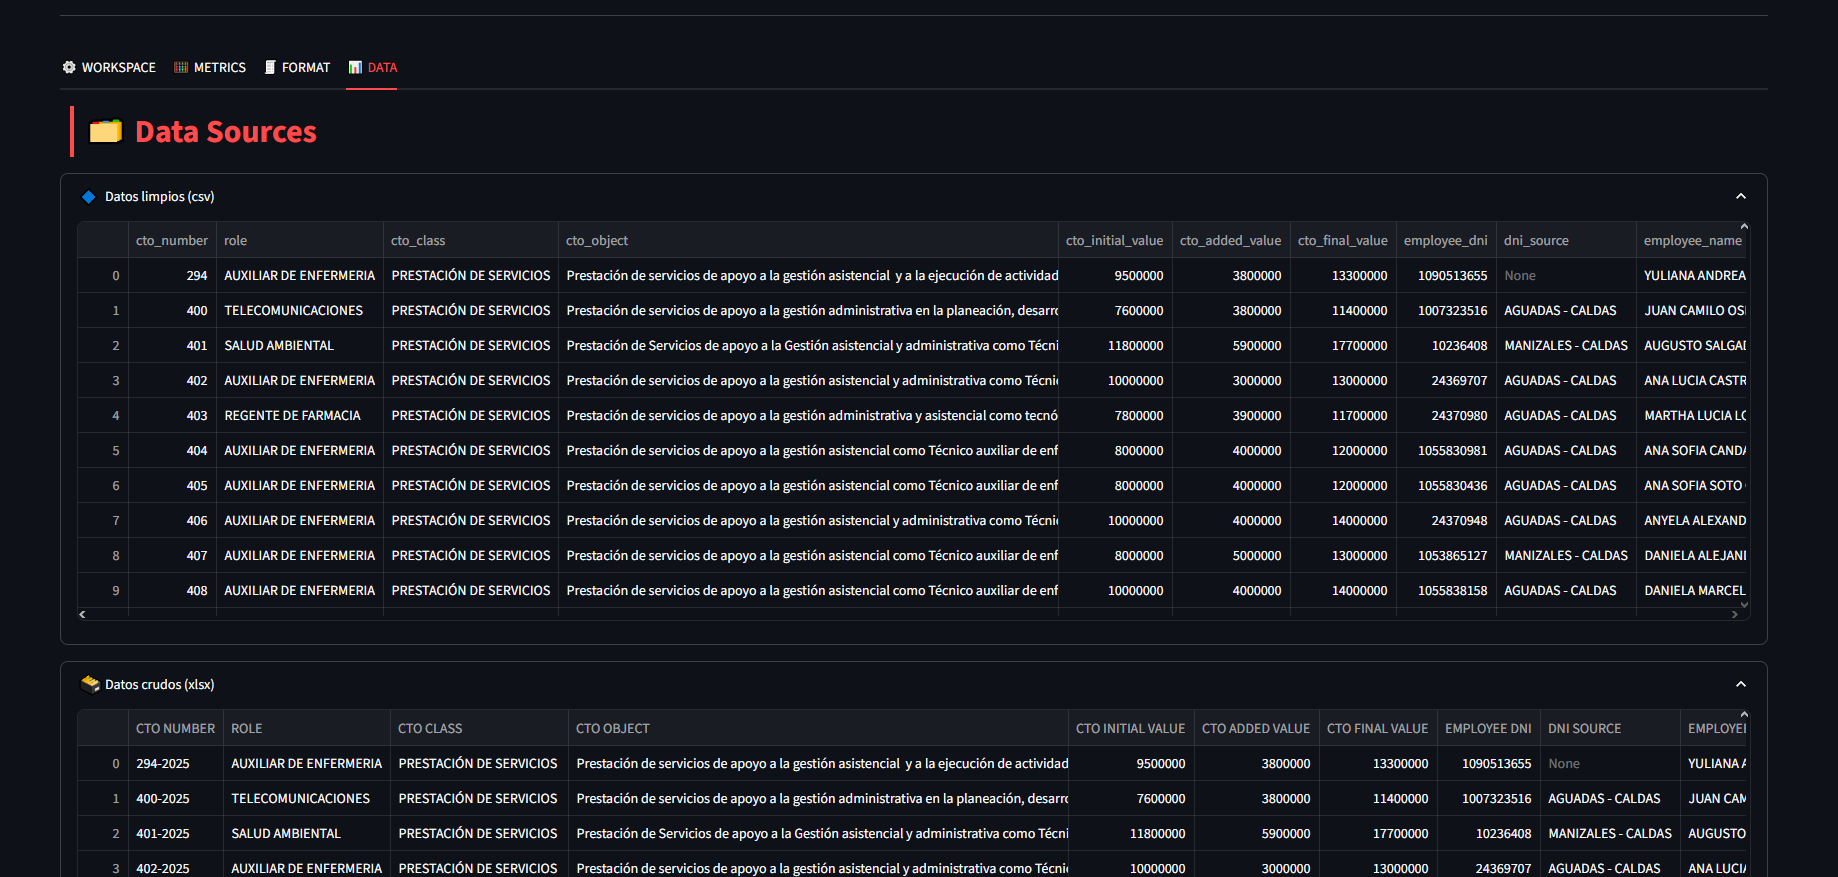 WORKSPACE METRICS FORMAT DATA
Data Sources
Datos limpios (csv)
cto_number role cto_class cto_object cto_initial_value cto_added_value cto_final_value employee_dni dni_source employee_name
0 294 AUXILIAR DE ENFERMERIA PRESTACIÓN DE SERVICIOS Prestación de servicios de apoyo a la gestión asistencial y a la ejecución de actividad 9500000 3800000 13300000 1090513655 None YULIANA ANDREA
1 400 TELECOMUNICACIONES PRESTACIÓN DE SERVICIOS Prestación de servicios de apoyo a la gestión administrativa en la planeación, desarro 7600000 3800000 11400000 1007323516 AGUADAS - CALDAS JUAN CAMILO OS
2 401 SALUD AMBIENTAL PRESTACIÓN DE SERVICIOS Prestación de Servicios de apoyo a la Gestión asistencial y administrativa como Técni 11800000 5900000 17700000 10236408 MANIZALES - CALDAS AUGUSTO SALGAD
3 402 AUXILIAR DE ENFERMERIA PRESTACIÓN DE SERVICIOS Prestación de servicios de apoyo a la gestión asistencial y administrativa como Técnic 10000000 3000000 13000000 24369707 AGUADAS - CALDAS ANA LUCIA CASTR
4 403 REGENTE DE FARMACIA PRESTACIÓN DE SERVICIOS Prestación de servicios de apoyo a la gestión administrativa y asistencial como tecnó 7800000 3900000 11700000 24370980 AGUADAS - CALDAS MARTHA LUCIA LO
5 404 AUXILIAR DE ENFERMERIA PRESTACIÓN DE SERVICIOS Prestación de servicios de apoyo a la gestión asistencial como Técnico auxiliar de enf 8000000 4000000 12000000 1055830981 AGUADAS - CALDAS ANA SOFIA CANDA
6 405 AUXILIAR DE ENFERMERIA PRESTACIÓN DE SERVICIOS Prestación de servicios de apoyo a la gestión asistencial como Técnico auxiliar de enf 8000000 4000000 12000000 1055830436 AGUADAS - CALDAS ANA SOFIA SOTO
7 406 AUXILIAR DE ENFERMERIA PRESTACIÓN DE SERVICIOS Prestación de servicios de apoyo a la gestión asistencial y administrativa como Técnic 10000000 4000000 14000000 24370948 AGUADAS - CALDAS ANYELA ALEXAND
8 407 AUXILIAR DE ENFERMERIA PRESTACIÓN DE SERVICIOS Prestación de servicios de apoyo a la gestión asistencial como Técnico auxiliar de enf 8000000 5000000 13000000 1053865127 MANIZALES - CALDAS DANIELA ALEJAN
9 408 AUXILIAR DE ENFERMERIA PRESTACIÓN DE SERVICIOS Prestación de servicios de apoyo a la gestión asistencial como Técnico auxiliar de enf 10000000 4000000 14000000 1055838158 AGUADAS - CALDAS DANIELA MARCEL
Datos crudos (xlsx)
CTO NUMBER ROLE CTO CLASS CTO OBJECT CTO INITIAL VALUE CTO ADDED VALUE CTO FINAL VALUE EMPLOYEE DNI DNI SOURCE EMPLOYE
0 294-2025 AUXILIAR DE ENFERMERIA PRESTACIÓN DE SERVICIOS Prestación de servicios de apoyo a la gestión asistencial y a la ejecución de actividad 9500000 3800000 13300000 1090513655 None YULIANA A
1 400-2025 TELECOMUNICACIONES PRESTACIÓN DE SERVICIOS Prestación de servicios de apoyo a la gestión administrativa en la planeación, desarro 7600000 3800000 11400000 1007323516 AGUADAS - CALDAS JUAN CAM
2 401-2025 SALUD AMBIENTAL PRESTACIÓN DE SERVICIOS Prestación de Servicios de apoyo a la Gestión asistencial y administrativa como Técni 11800000 5900000 17700000 10236408 MANIZALES - CALDAS AUGUSTO
3 402-2025 AUXILIAR DE ENFERMERIA PRESTACIÓN DE SERVICIOS Prestación de servicios de apoyo a la gestión asistencial y administrativa como Técnic 10000000 3000000 13000000 24369707 AGUADAS - CALDAS ANA LUCIA